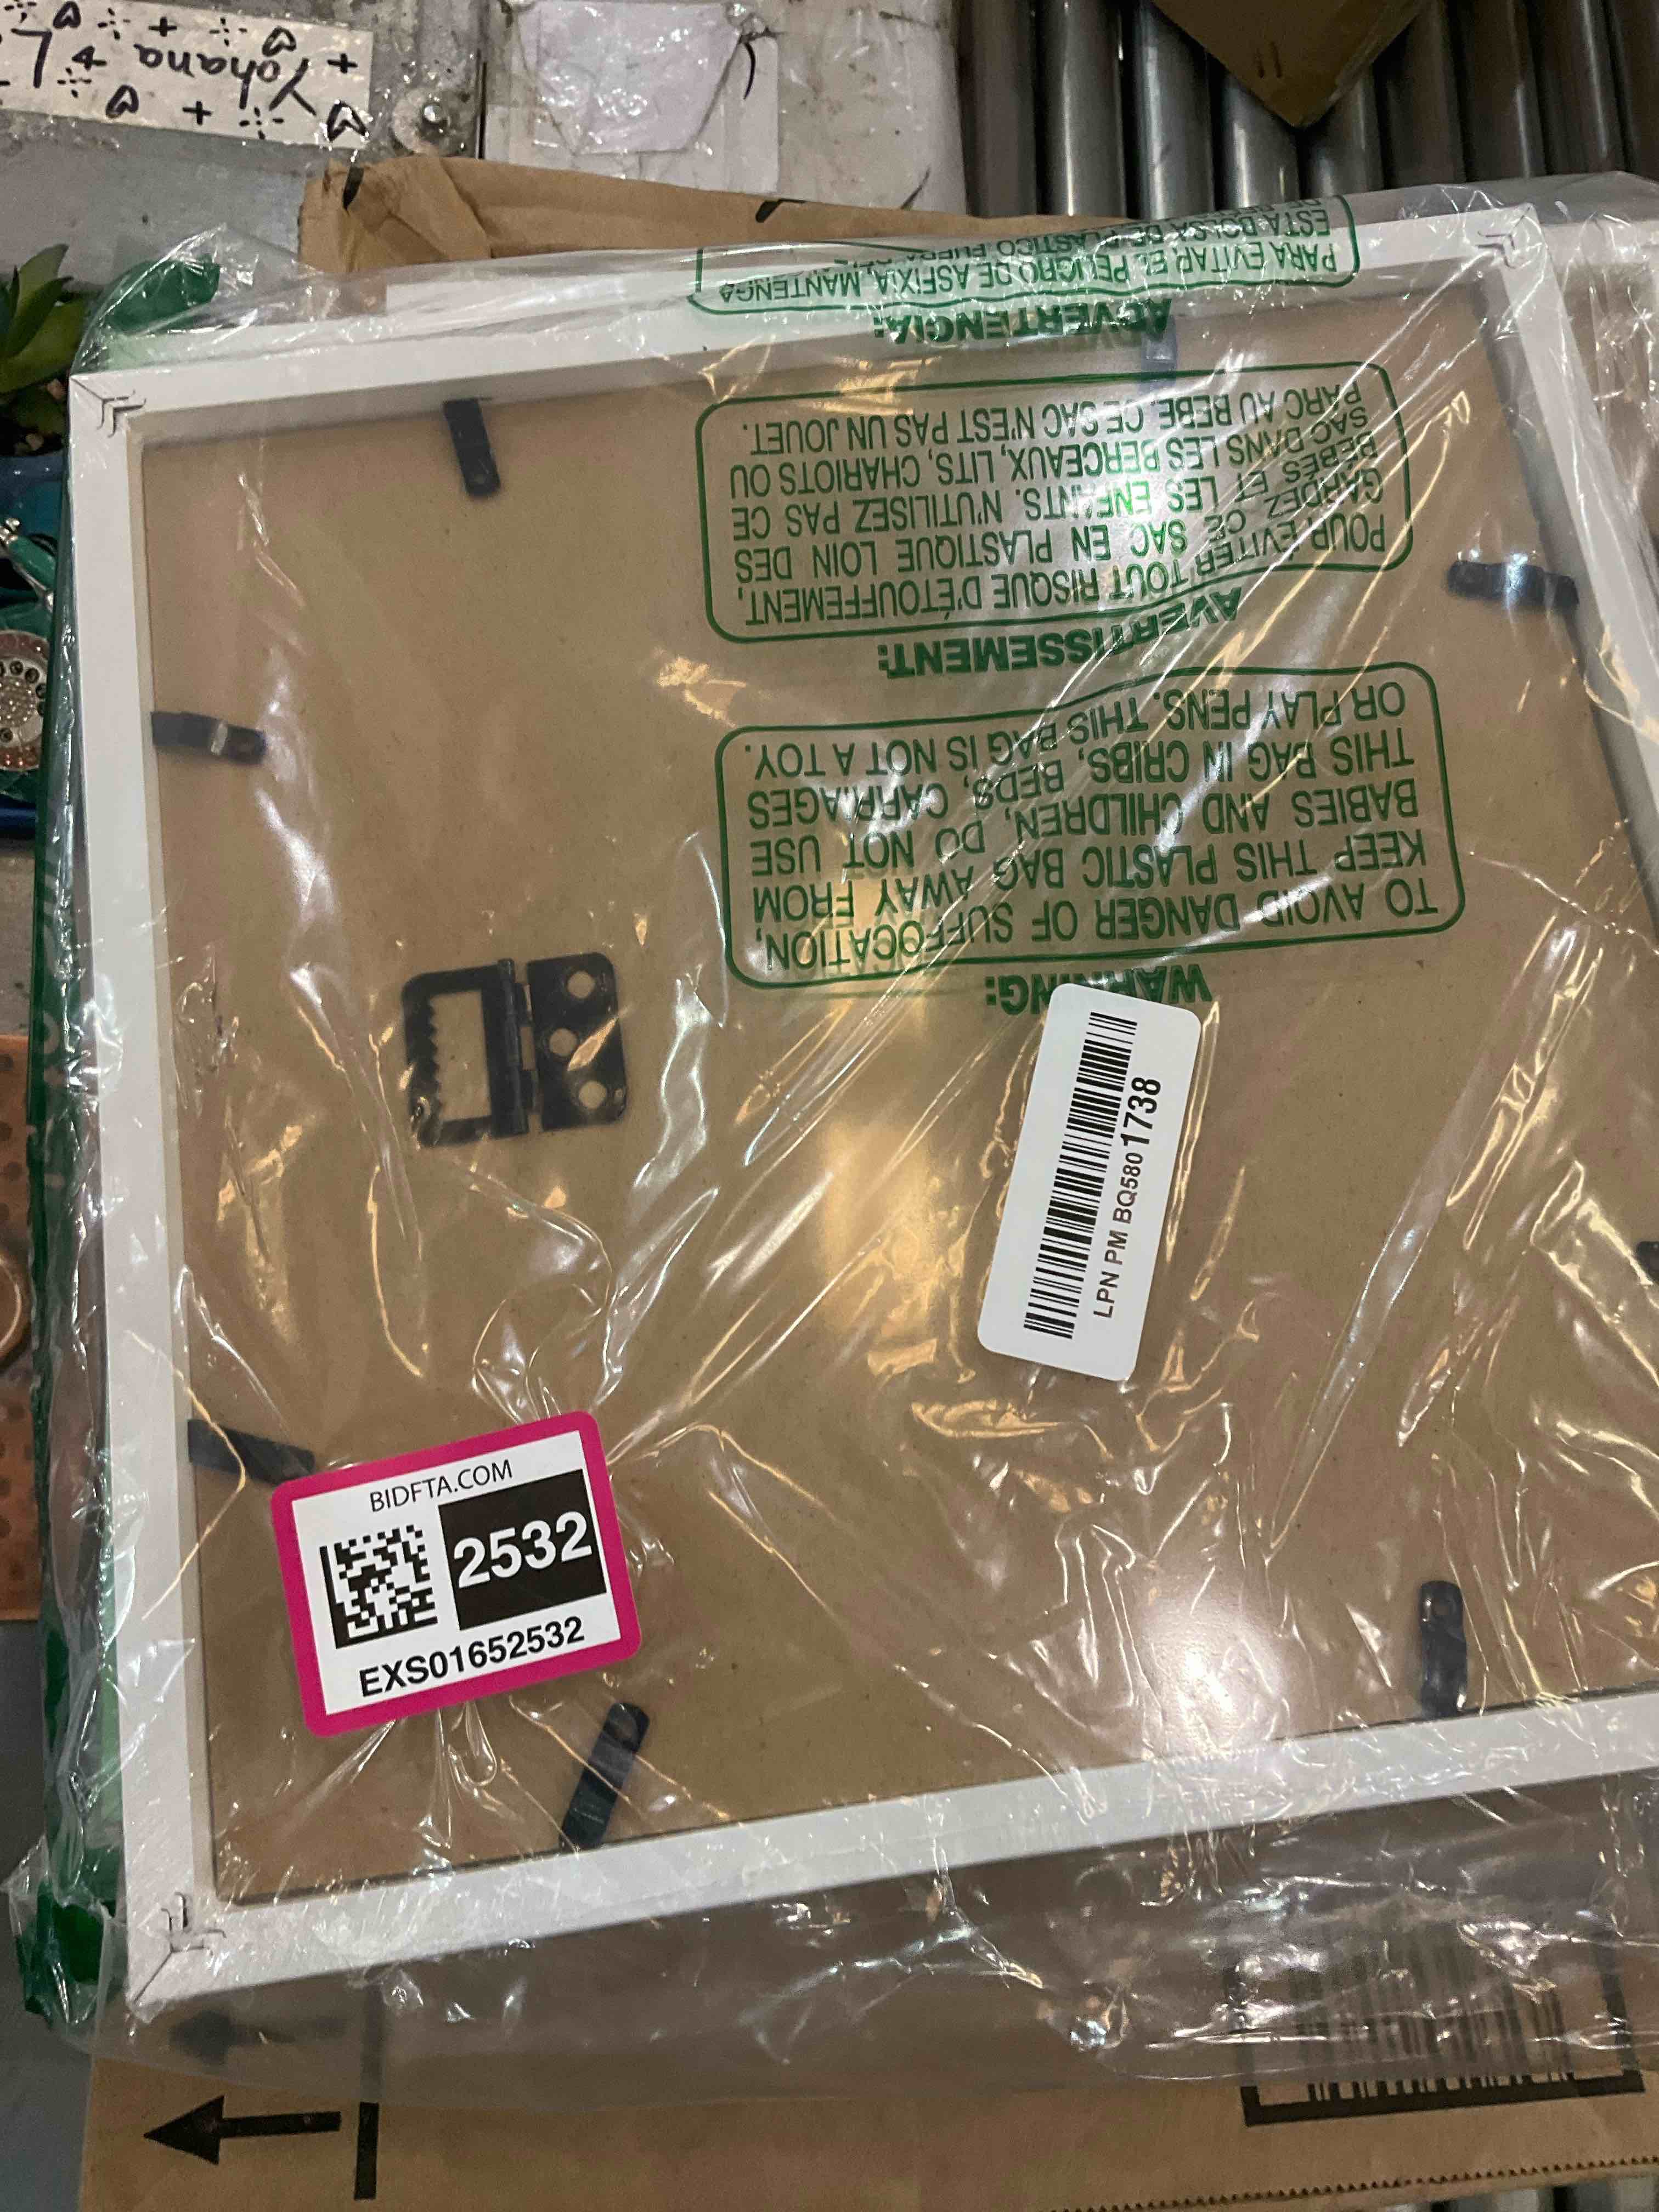 Yohana
WARNING:
TO AVOID DANGER OF SUFFOCATION,
KEEP THIS PLASTIC BAG AWAY FROM
BABIES AND CHILDREN, DO NOT USE
THIS BAG IN CRIBS, BEDS, CARRIAGES
OR PLAY PENS. THIS BAG IS NOT A TOY.
AVERTISSEMENT:
POUR EVITER TOUT RISQUE D'ÉTOUFFEMENT,
GARDEZ CE SAC EN PLASTIQUE LOIN DES
BEBES ET LES ENFANTS. N'UTILISEZ PAS CE
SAC DANS LES BERCEAUX, LITS, CHARIOTS OU
PARC AU BEBE. CE SAC N'EST PAS UN JOUET.
ADVERTENCIA:
PARA EVITAR EL PELIGRO DE ASFIXIA, MANTENGA
ESTA BOLSA DE PLASTICO FUERA
LPN PM BQ5801738
BIDFTA.COM
2532
EXS01652532